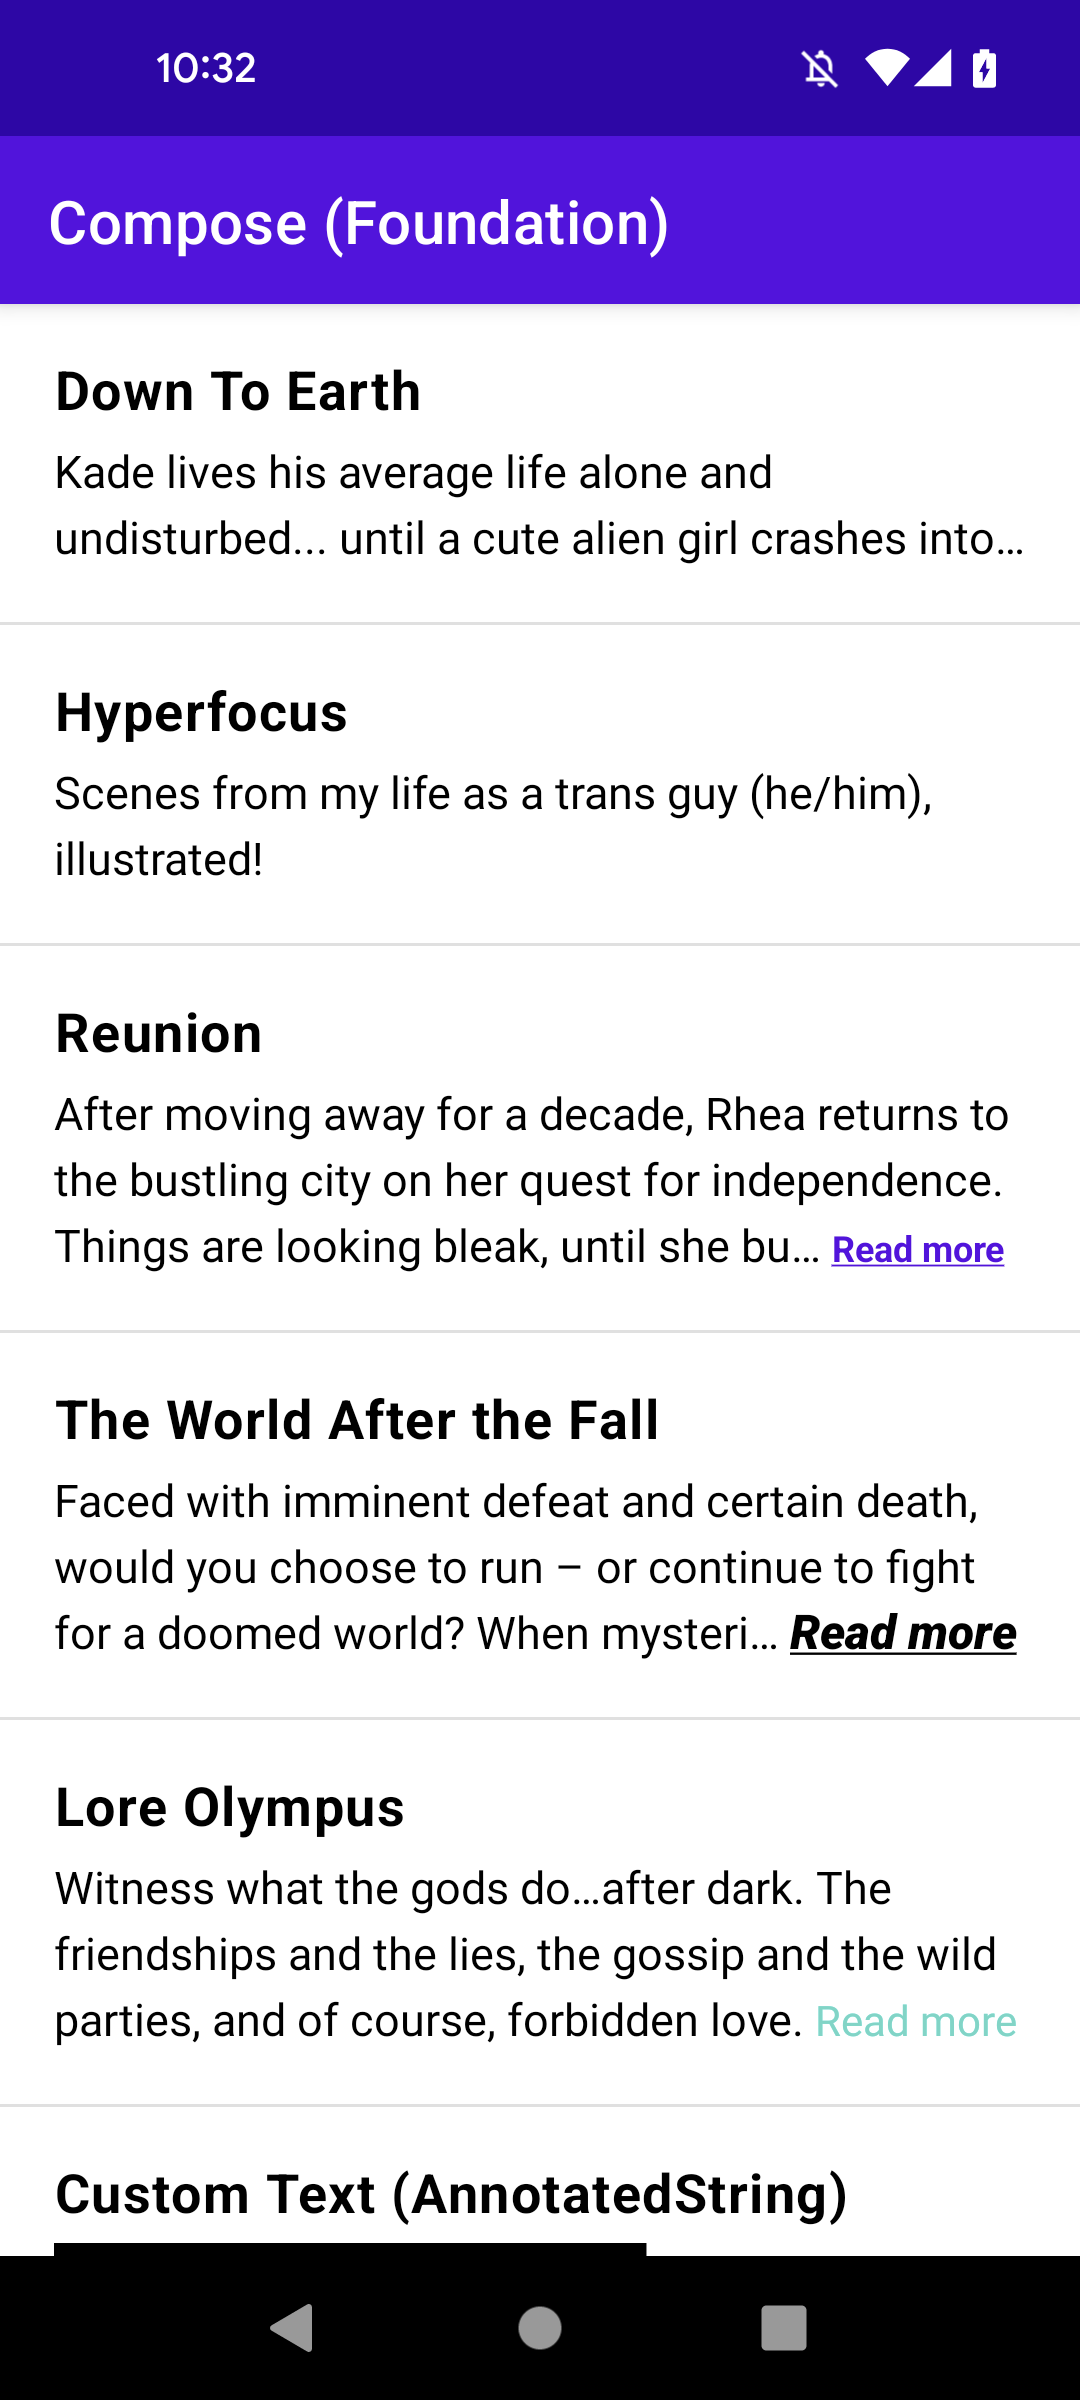 10:32
Compose (Foundation)
Down To Earth
Kade lives his average life alone and
undisturbed... until a cute alien girl crashes into…
Hyperfocus
Scenes from my life as a trans guy (he/him),
illustrated!
Reunion
After moving away for a decade, Rhea returns to
the bustling city on her quest for independence.
Things are looking bleak, until she bu… Read more
The World After the Fall
Faced with imminent defeat and certain death,
would you choose to run – or continue to fight
for a doomed world? When mysteri… Read more
Lore Olympus
Witness what the gods do…after dark. The
friendships and the lies, the gossip and the wild
parties, and of course, forbidden love. Read more
Custom Text (AnnotatedString)